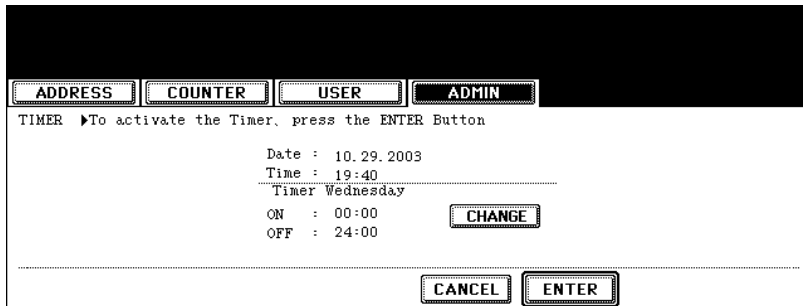 ADDRESS COUNTER USER ADMIN
TIMER ▶To activate the Timer, press the ENTER Button
Date : 10.29.2003
Time : 19:40
Timer Wednesday
ON : 00:00 CHANGE
OFF : 24:00
CANCEL ENTER